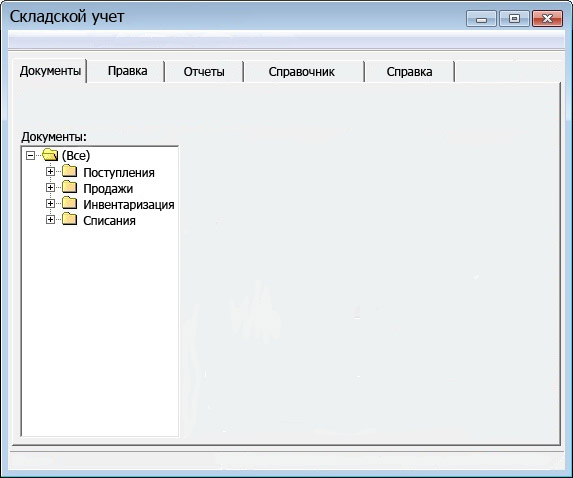 Складской учет
Документы Правка Отчеты Справочник Справка
Документы:
(Все)
Поступления
Продажи
Инвентаризация
Списания